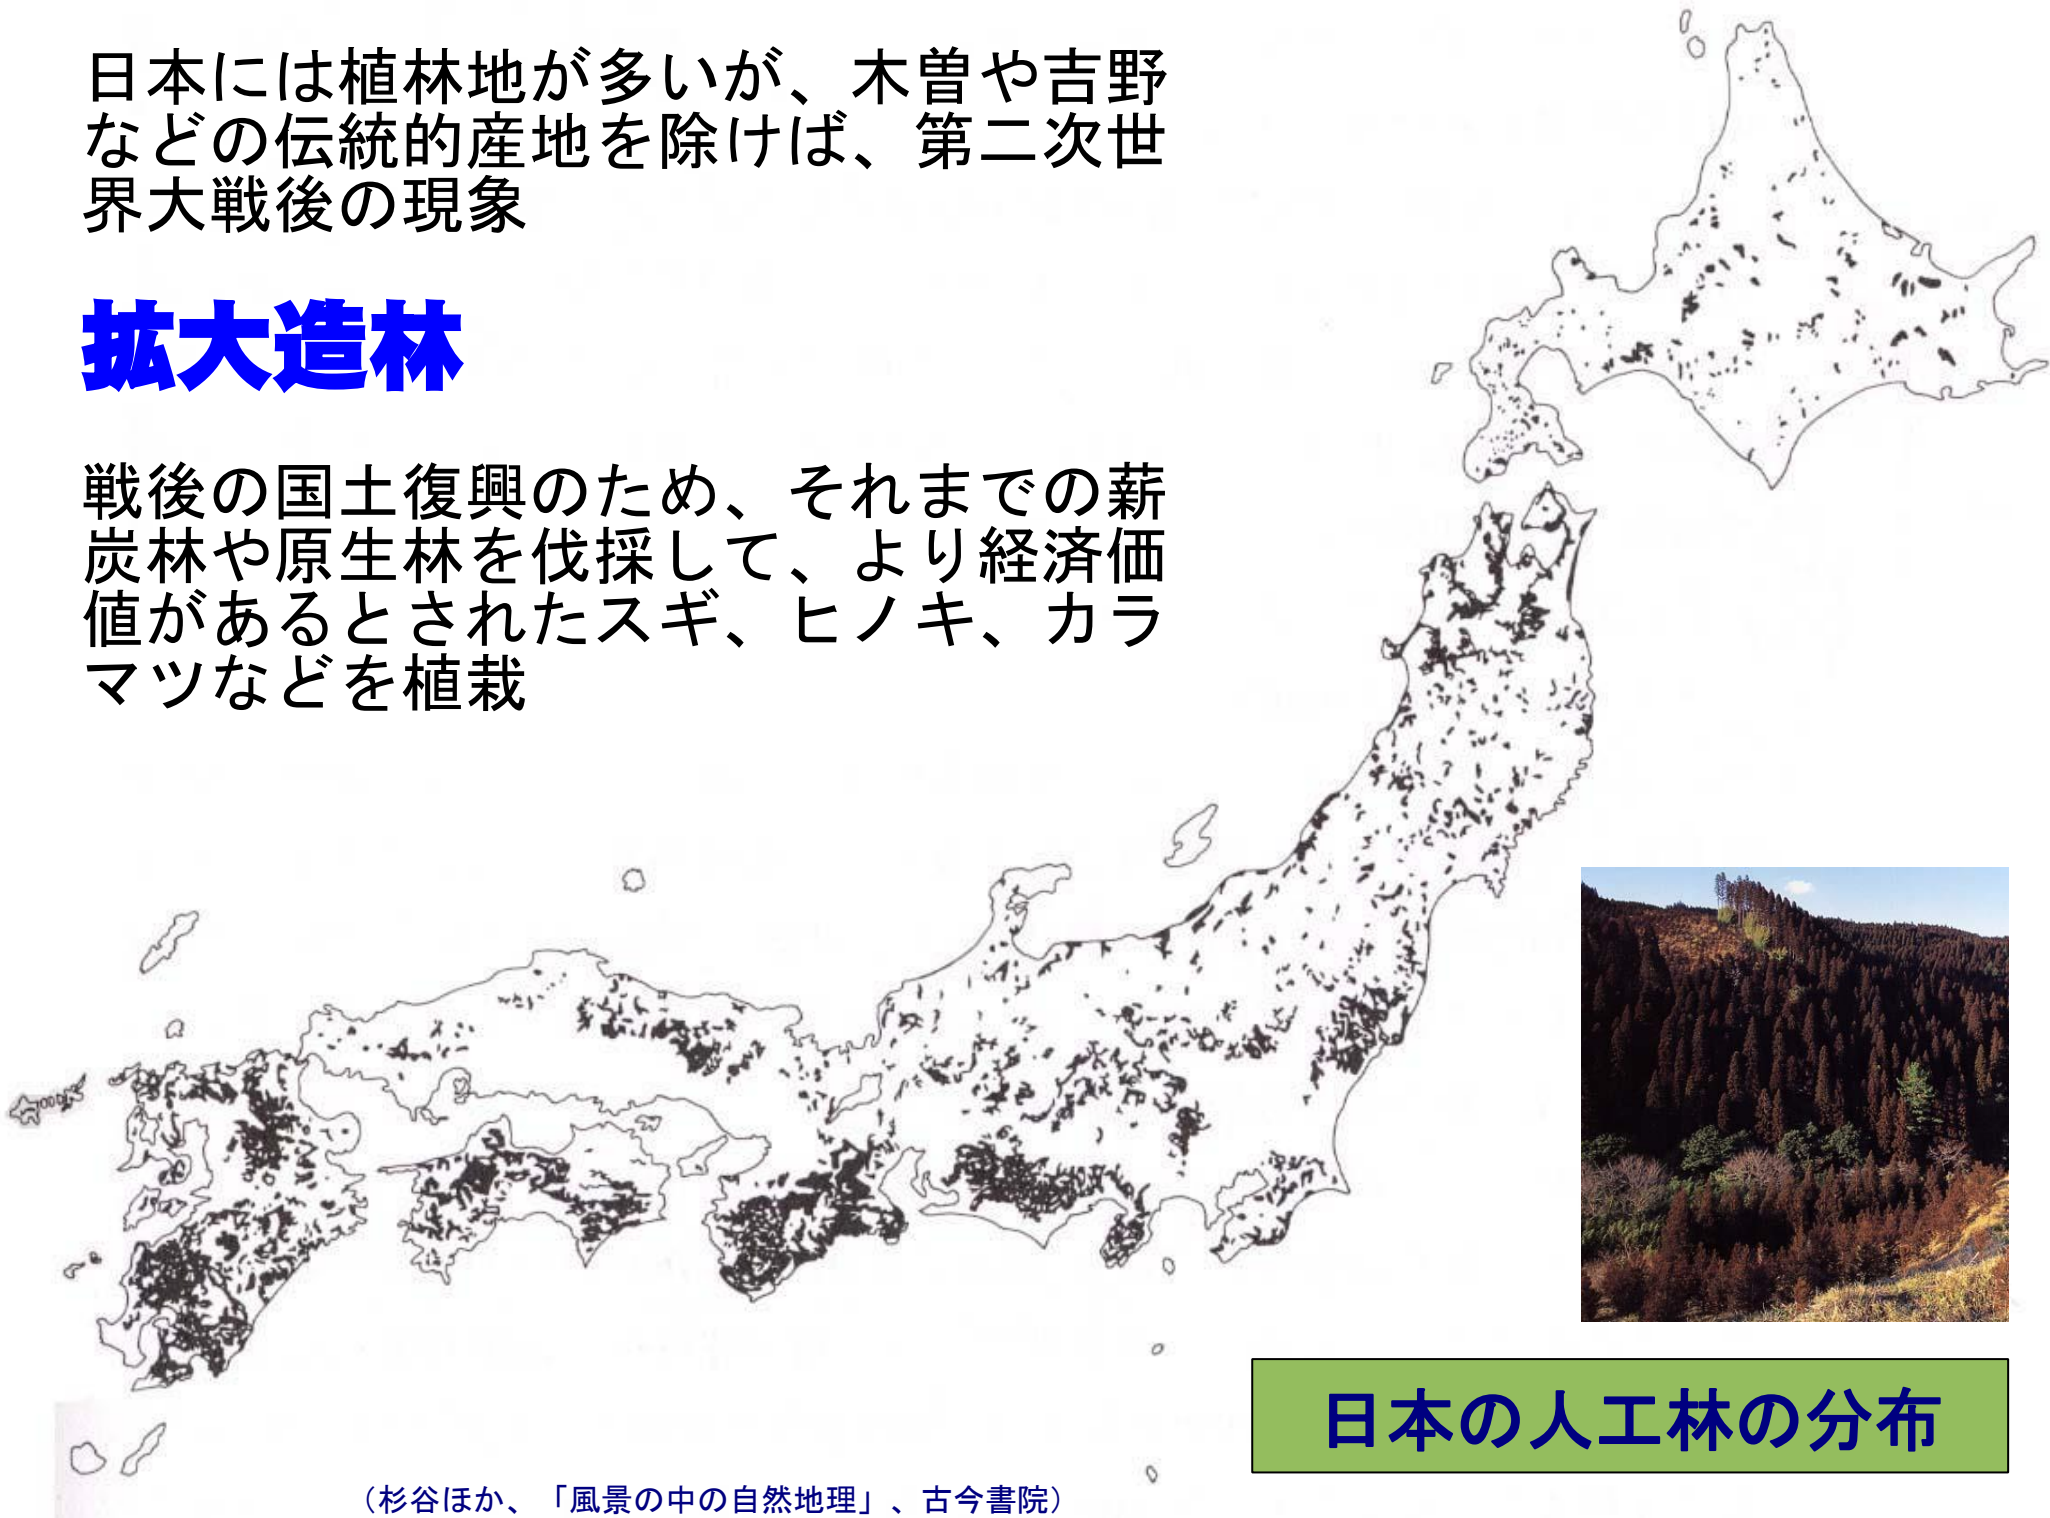 日本には植林地が多いが、木曽や吉野
などの伝統的産地を除けば、第二次世
界大戦後の現象
拡大造林
戦後の国土復興のため、それまでの薪
炭林や原生林を伐採して、より経済価
値があるとされたスギ、ヒノキ、カラ
マツなどを植栽
日本の人工林の分布
（杉谷ほか、「風景の中の自然地理」、古今書院）